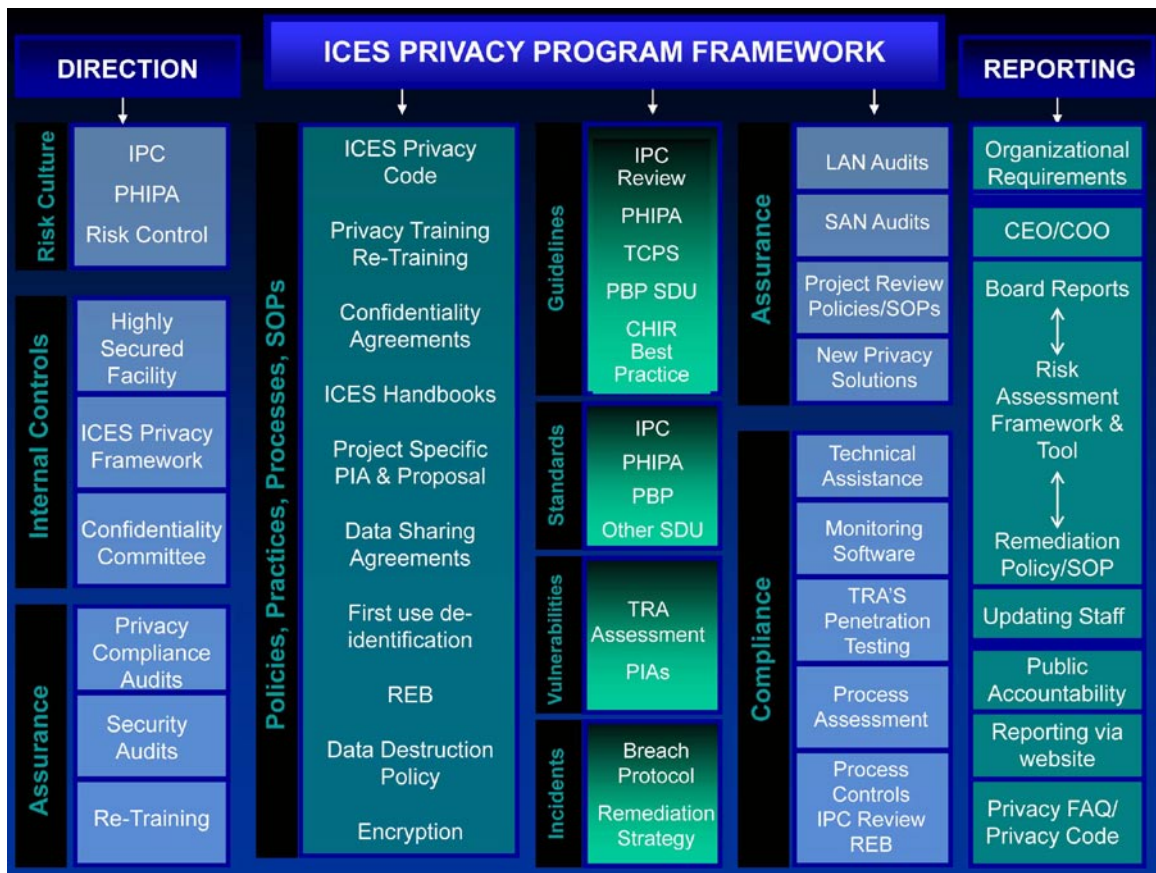 DIRECTION
ICES PRIVACY PROGRAM FRAMEWORK
REPORTING
Risk Culture
IPC
PHIPA
Risk Control
Internal Controls
Highly
Secured
Facility
ICES Privacy
Framework
Confidentiality
Committee
Assurance
Privacy
Compliance
Audits
Security
Audits
Re-Training
Policies, Practices, Processes, SOPs
ICES Privacy
Code
Privacy Training
Re-Training
Confidentiality
Agreements
ICES Handbooks
Project Specific
PIA & Proposal
Data Sharing
Agreements
First use de-
identification
REB
Data Destruction
Policy
Encryption
Guidelines
IPC
Review
PHIPA
TCPS
PBP SDU
CHIR
Best
Practice
Standards
IPC
PHIPA
PBP
Other SDU
Vulnerabilities
TRA
Assessment
PIAs
Incidents
Breach
Protocol
Remediation
Strategy
Assurance
LAN Audits
SAN Audits
Project Review
Policies/SOPs
New Privacy
Solutions
Compliance
Technical
Assistance
Monitoring
Software
TRA'S
Penetration
Testing
Process
Assessment
Process
Controls
IPC Review
REB
Organizational
Requirements
CEO/COO
Board Reports
Risk
Assessment
Framework &
Tool
Remediation
Policy/SOP
Updating Staff
Public
Accountability
Reporting via
website
Privacy FAQ/
Privacy Code